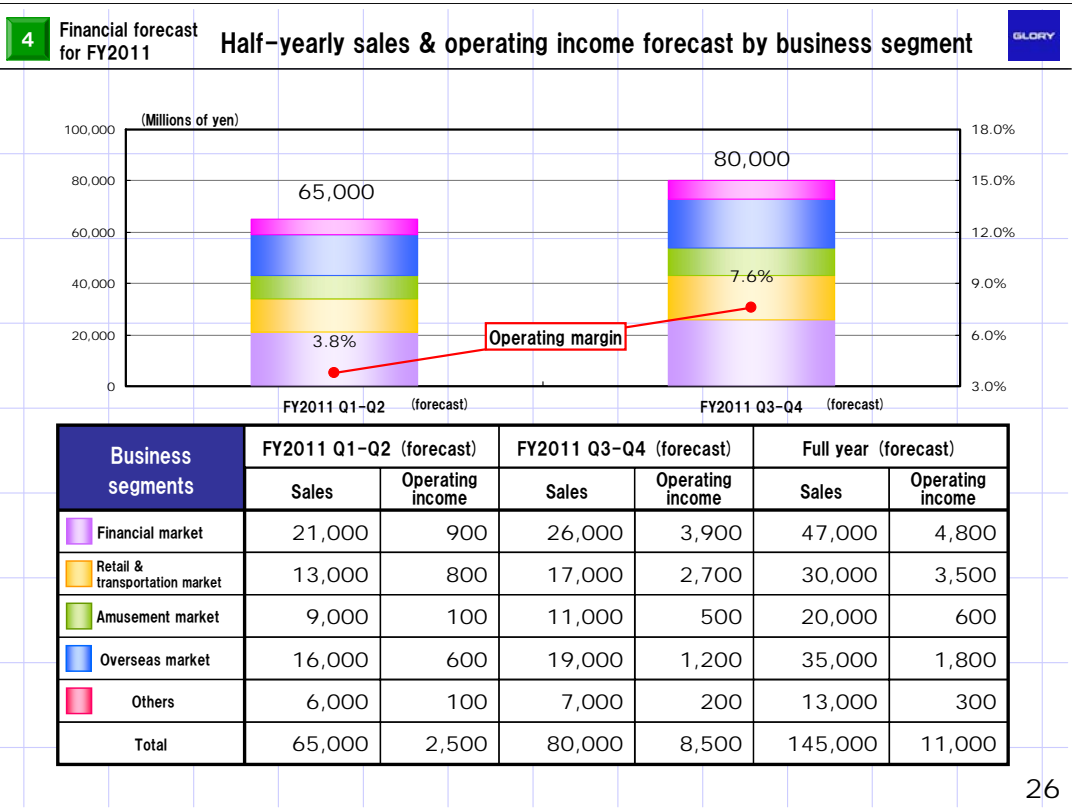 4
Financial forecast
for FY2011
Half-yearly sales & operating income forecast by business segment
GLORY
(Millions of yen)
100,000
80,000
60,000
40,000
20,000
0
18.0%
15.0%
12.0%
9.0%
6.0%
3.0%
65,000
80,000
3.8%
7.6%
Operating margin
FY2011 Q1-Q2 (forecast)
FY2011 Q3-Q4 (forecast)
Business segments FY2011 Q1-Q2 (forecast) FY2011 Q3-Q4 (forecast) Full year (forecast)
Sales Operating income Sales Operating income Sales Operating income
Financial market 21,000 900 26,000 3,900 47,000 4,800
Retail & transportation market 13,000 800 17,000 2,700 30,000 3,500
Amusement market 9,000 100 11,000 500 20,000 600
Overseas market 16,000 600 19,000 1,200 35,000 1,800
Others 6,000 100 7,000 200 13,000 300
Total 65,000 2,500 80,000 8,500 145,000 11,000
26